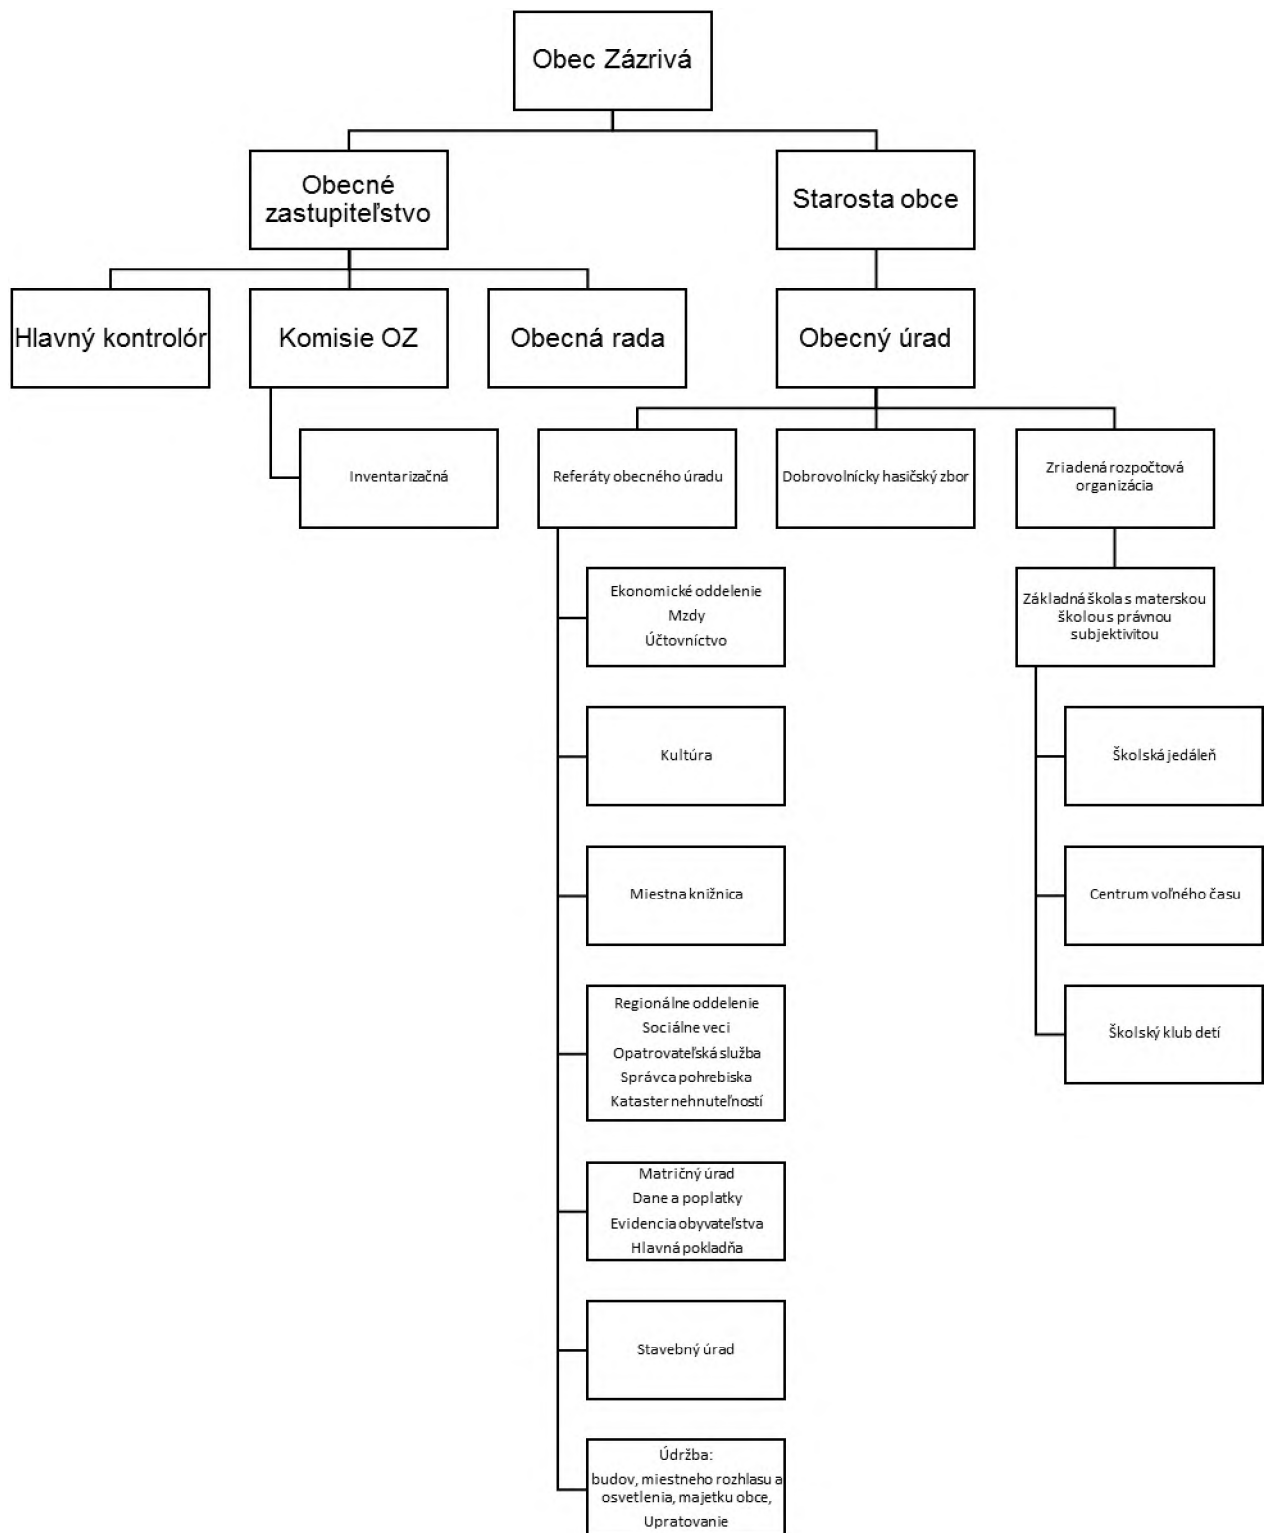 Obec Zázrivá
Obecné
zastupiteľstvo
Starosta obce
Hlavný kontrolór
Komisie OZ
Obecná rada
Obecný úrad
Inventarizačná
Referáty obecného úradu
Dobrovolnícky hasičský zbor
Zriadená rozpočtová
organizácia
Ekonomické oddelenie
Mzdy
Účtovníctvo
Základná škola s materskou
školou s právnou
subjektivitou
Kultúra
Školská jedáleň
Miestna knižnica
Centrum voľného času
Regionálne oddelenie
Sociálne veci
Opatrovateľská služba
Správca pohrebiska
Kataster nehnuteľností
Školský klub detí
Matričný úrad
Dane a poplatky
Evidencia obyvateľstva
Hlavná pokladňa
Stavebný úrad
Údržba:
budov, miestneho rozhlasu a
osvetlenia, majetku obce,
Upratovanie